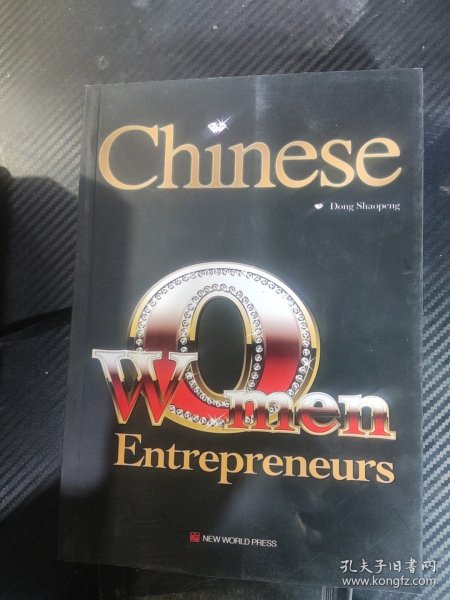 Chinese
Dong Shaopeng
Women
Entrepreneurs
NEW WORLD PRESS
孔夫子旧书网
www.kongfz.com